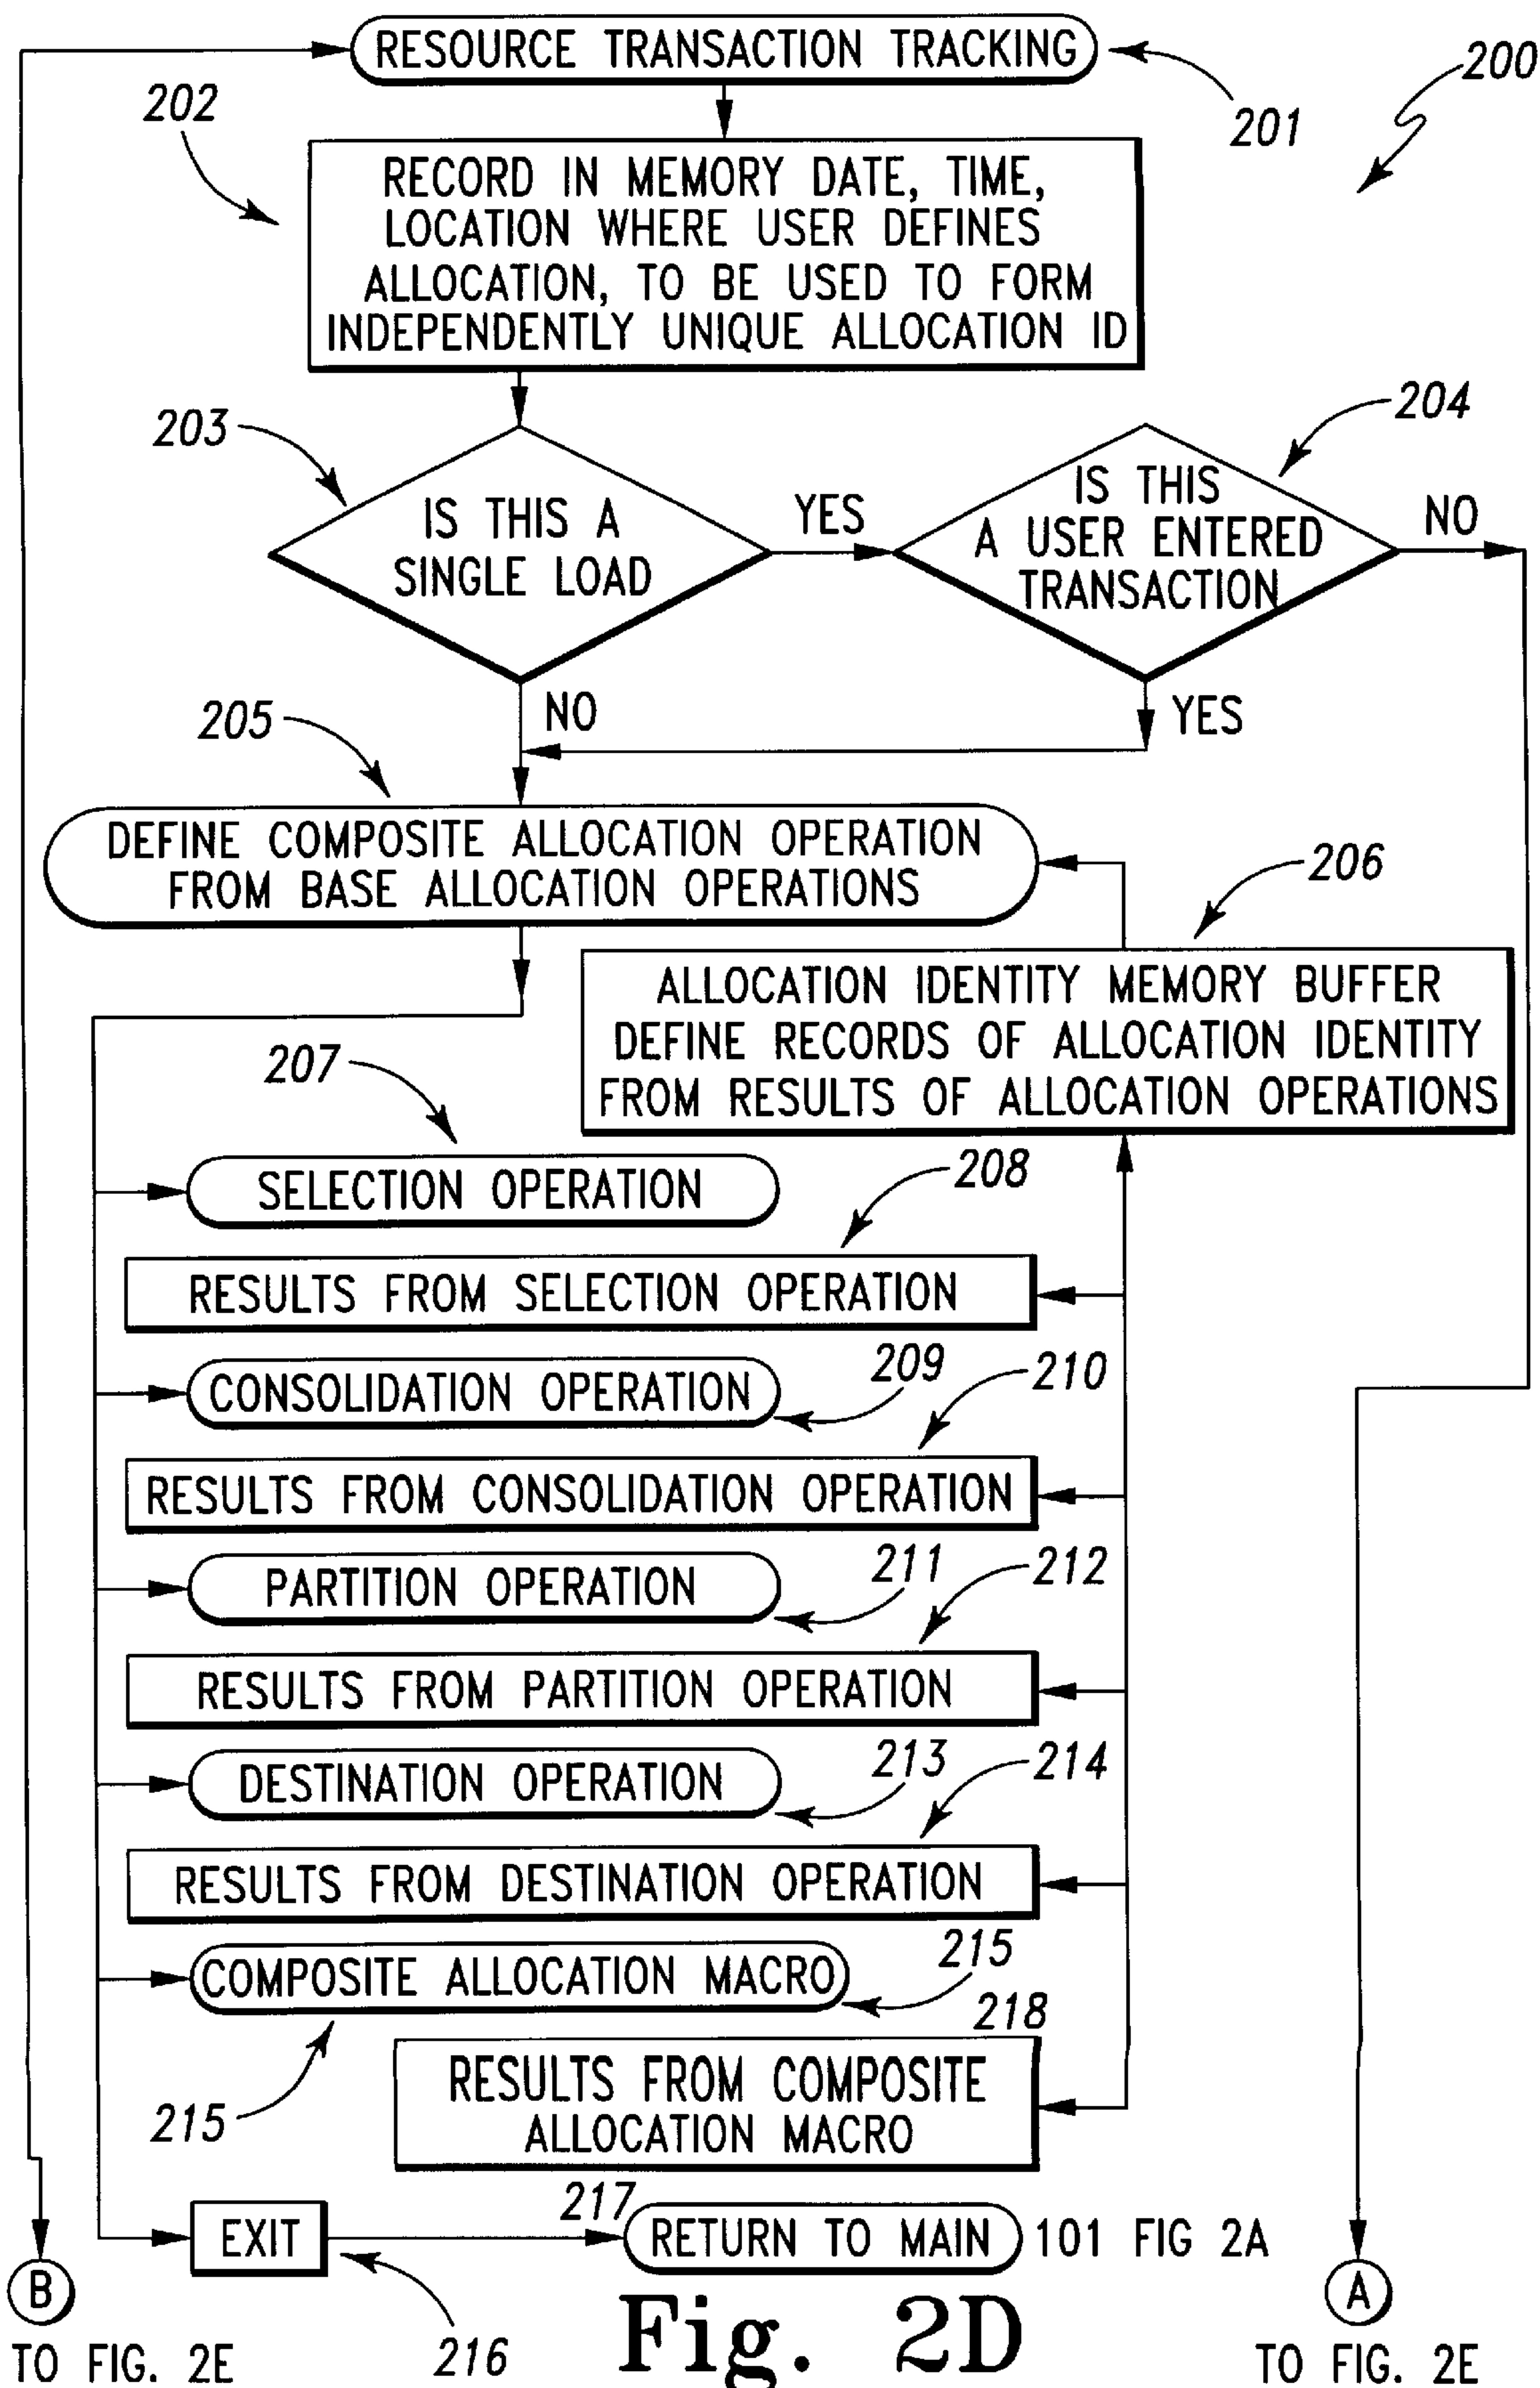 RESOURCE TRANSACTION TRACKING
200
201
202
RECORD IN MEMORY DATE, TIME,
LOCATION WHERE USER DEFINES
ALLOCATION, TO BE USED TO FORM
INDEPENDENTLY UNIQUE ALLOCATION ID
203
204
IS THIS A
SINGLE LOAD
YES
IS THIS
A USER ENTERED
TRANSACTION
NO
NO
YES
205
DEFINE COMPOSITE ALLOCATION OPERATION
FROM BASE ALLOCATION OPERATIONS
206
ALLOCATION IDENTITY MEMORY BUFFER
DEFINE RECORDS OF ALLOCATION IDENTITY
FROM RESULTS OF ALLOCATION OPERATIONS
207
SELECTION OPERATION
208
RESULTS FROM SELECTION OPERATION
CONSOLIDATION OPERATION
209
210
RESULTS FROM CONSOLIDATION OPERATION
PARTITION OPERATION
211
212
RESULTS FROM PARTITION OPERATION
DESTINATION OPERATION
213
214
RESULTS FROM DESTINATION OPERATION
COMPOSITE ALLOCATION MACRO
215
218
215
RESULTS FROM COMPOSITE
ALLOCATION MACRO
EXIT
217
RETURN TO MAIN
101 FIG 2A
216
B
TO FIG. 2E
A
TO FIG. 2E
Fig. 2D